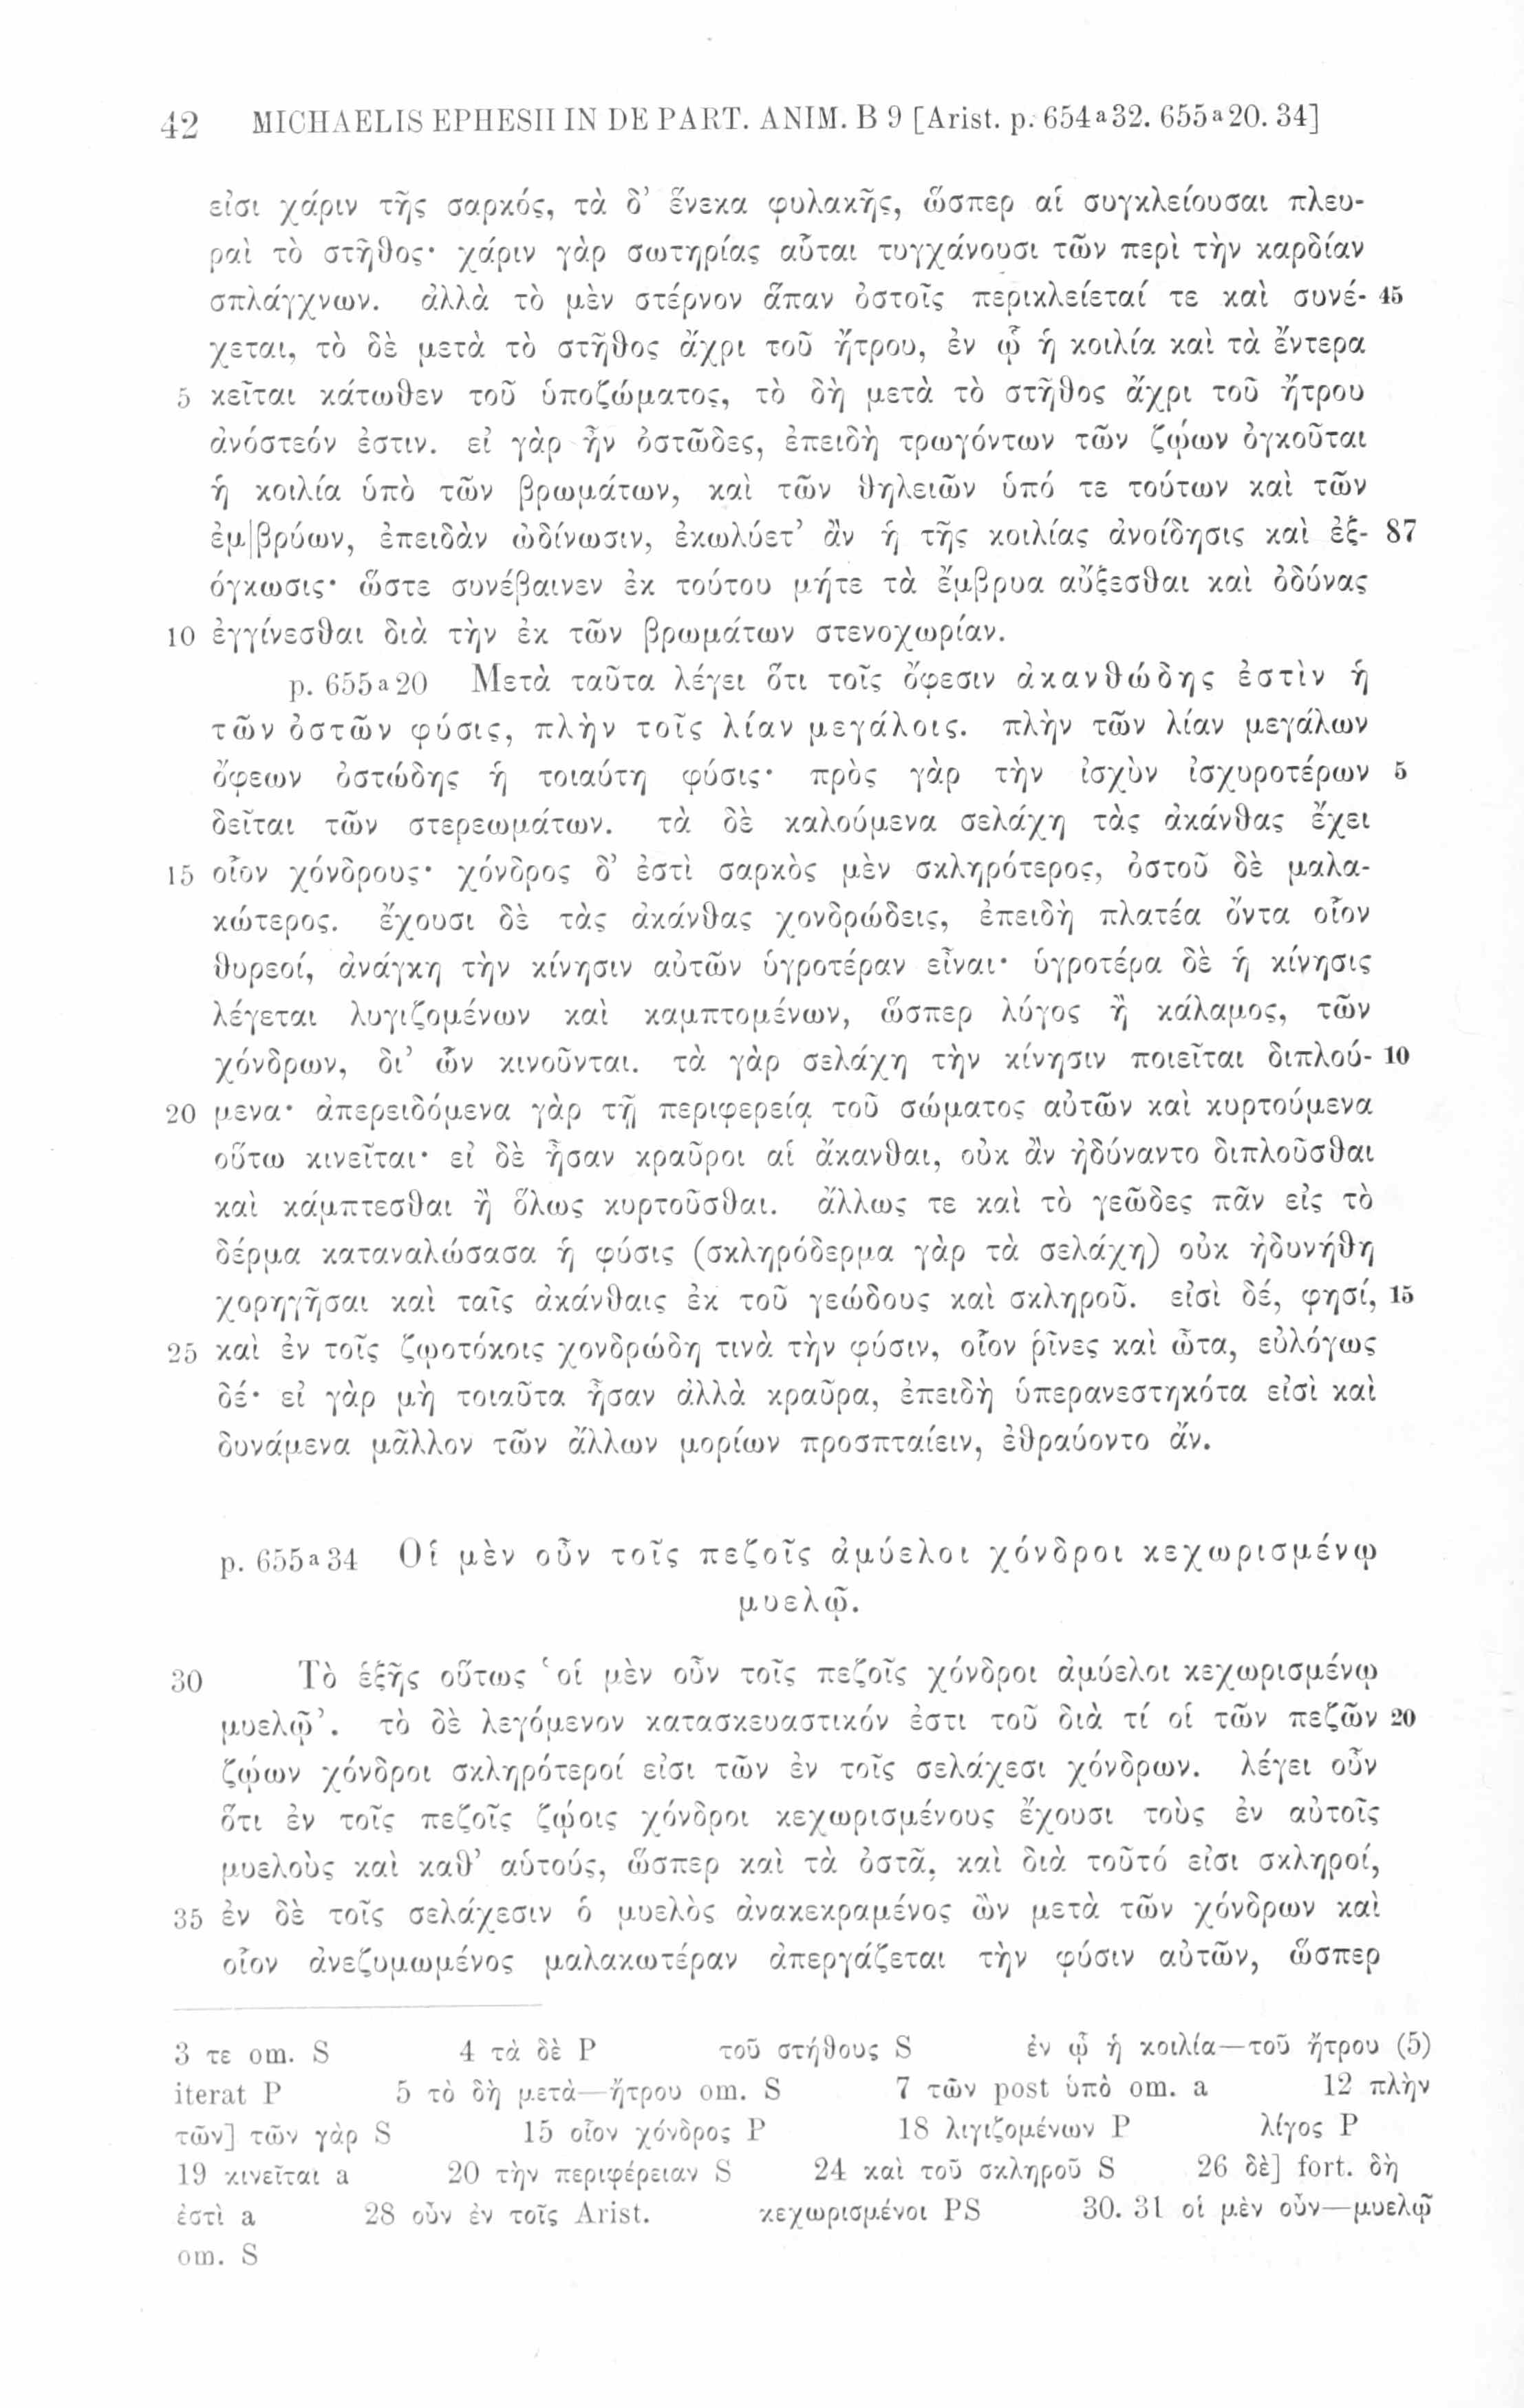 42 MICHAELIS EPHESII IN DE PART. ANIM. B 9 [Arist. p. 654a32. 655a20. 34]
εἰσι χάριν τῆς σαρκός, τὰ δ' ἕνεκα φυλακῆς, ὥσπερ αἱ συγκλείουσαι πλευ-
ραὶ τὸ στῆθος· χάριν γὰρ σωτηρίας αὗται τυγχάνουσι τῶν περὶ τὴν καρδίαν
σπλάγχνων. ἀλλὰ τὸ μὲν στέρνον ἅπαν ὀστοῖς περικλείεταί τε καὶ συνέ- 45
χεται, τὸ δὲ μετὰ τὸ στῆθος ἄχρι τοῦ ἤτρου, ἐν ᾧ ἡ κοιλία καὶ τὰ ἔντερα
5 κεῖται κάτωθεν τοῦ ὑποζώματος, τὸ δὴ μετὰ τὸ στῆθος ἄχρι τοῦ ἤτρου
ἀνόστεόν ἐστιν. εἰ γὰρ ἦν ὀστῶδες, ἐπειδὴ τρωγόντων τῶν ζῴων ὀγκοῦται
ἡ κοιλία ὑπὸ τῶν βρωμάτων, καὶ τῶν θηλειῶν ὑπό τε τούτων καὶ τῶν
ἐμ|βρύων, ἐπειδὰν ὠδίνωσιν, ἐκωλύετ' ἂν ἡ τῆς κοιλίας ἀνοίδησις καὶ ἐξ- 87
όγκωσις· ὥστε συνέβαινεν ἐκ τούτου μήτε τὰ ἔμβρυα αὔξεσθαι καὶ ὀδύνας
10 ἐγγίνεσθαι διὰ τὴν ἐκ τῶν βρωμάτων στενοχωρίαν.
p. 655a20 Μετὰ ταῦτα λέγει ὅτι τοῖς ὄφεσιν ἀκανθώδης ἐστὶν ἡ
τῶν ὀστῶν φύσις, πλὴν τοῖς λίαν μεγάλοις. πλὴν τῶν λίαν μεγάλων
ὄφεων ὀστώδης ἡ τοιαύτη φύσις· πρὸς γὰρ τὴν ἰσχὺν ἰσχυροτέρων 5
δεῖται τῶν στερεωμάτων. τὰ δὲ καλούμενα σελάχη τὰς ἀκάνθας ἔχει
15 οἷον χόνδρους· χόνδρος δ' ἐστὶ σαρκὸς μὲν σκληρότερος, ὀστοῦ δὲ μαλα-
κώτερος. ἔχουσι δὲ τὰς ἀκάνθας χονδρώδεις, ἐπειδὴ πλατέα ὄντα οἷον
θυρεοί, ἀνάγκη τὴν κίνησιν αὐτῶν ὑγροτέραν εἶναι· ὑγροτέρα δὲ ἡ κίνησις
λέγεται λυγιζομένων καὶ καμπτομένων, ὥσπερ λύγος ἢ κάλαμος, τῶν
χόνδρων, δι' ὧν κινοῦνται. τὰ γὰρ σελάχη τὴν κίνησιν ποιεῖται διπλού- 10
20 μενα· ἀπερειδόμενα γὰρ τῇ περιφερείᾳ τοῦ σώματος αὐτῶν καὶ κυρτούμενα
οὕτω κινεῖται· εἰ δὲ ἦσαν κραῦροι αἱ ἄκανθαι, οὐκ ἂν ἠδύναντο διπλοῦσθαι
καὶ κάμπτεσθαι ἢ ὅλως κυρτοῦσθαι. ἄλλως τε καὶ τὸ γεῶδες πᾶν εἰς τὸ
δέρμα καταναλώσασα ἡ φύσις (σκληρόδερμα γὰρ τὰ σελάχη) οὐκ ἠδυνήθη
χορηγῆσαι καὶ ταῖς ἀκάνθαις ἐκ τοῦ γεώδους καὶ σκληροῦ. εἰσὶ δέ, φησί, 15
25 καὶ ἐν τοῖς ζῳοτόκοις χονδρώδη τινὰ τὴν φύσιν, οἷον ῥῖνες καὶ ὦτα, εὐλόγως
δέ· εἰ γὰρ μὴ τοιαῦτα ἦσαν ἀλλὰ κραῦρα, ἐπειδὴ ὑπερανεστηκότα εἰσὶ καὶ
δυνάμενα μᾶλλον τῶν ἄλλων μορίων προσπταίειν, ἐθραύοντο ἄν.
p. 655a34 Οἱ μὲν οὖν τοῖς πεζοῖς ἀμύελοι χόνδροι κεχωρισμένῳ
μυελῷ.
30 Τὸ ἑξῆς οὕτως 'οἱ μὲν οὖν τοῖς πεζοῖς χόνδροι ἀμύελοι κεχωρισμένῳ
μυελῷ'. τὸ δὲ λεγόμενον κατασκευαστικόν ἐστι τοῦ διὰ τί οἱ τῶν πεζῶν 20
ζῴων χόνδροι σκληρότεροί εἰσι τῶν ἐν τοῖς σελάχεσι χόνδρων. λέγει οὖν
ὅτι ἐν τοῖς πεζοῖς ζῴοις χόνδροι κεχωρισμένους ἔχουσι τοὺς ἐν αὐτοῖς
μυελοὺς καὶ καθ' αὑτούς, ὥσπερ καὶ τὰ ὀστᾶ, καὶ διὰ τοῦτό εἰσι σκληροί,
35 ἐν δὲ τοῖς σελάχεσιν ὁ μυελὸς ἀνακεκραμένος ὢν μετὰ τῶν χόνδρων καὶ
οἷον ἀνεζυμωμένος μαλακωτέραν ἀπεργάζεται τὴν φύσιν αὐτῶν, ὥσπερ
3 τε om. S 4 τὰ δὲ P τοῦ στήθους S ἐν ᾧ ἡ κοιλία—τοῦ ἤτρου (5)
iterat P 5 τὸ δὴ μετὰ—ἤτρου om. S 7 τῶν post ὑπὸ om. a 12 πλὴν
τῶν] τῶν γὰρ S 15 οἷον χόνδρος P 18 λιγιζομένων P λίγος P
19 κινεῖται a 20 τὴν περιφέρειαν S 24 καὶ τοῦ σκληροῦ S 26 δὲ] fort. δὴ
ἐστὶ a 28 οὖν ἐν τοῖς Arist. κεχωρισμένοι PS 30. 31 οἱ μὲν οὖν—μυελῷ
om. S